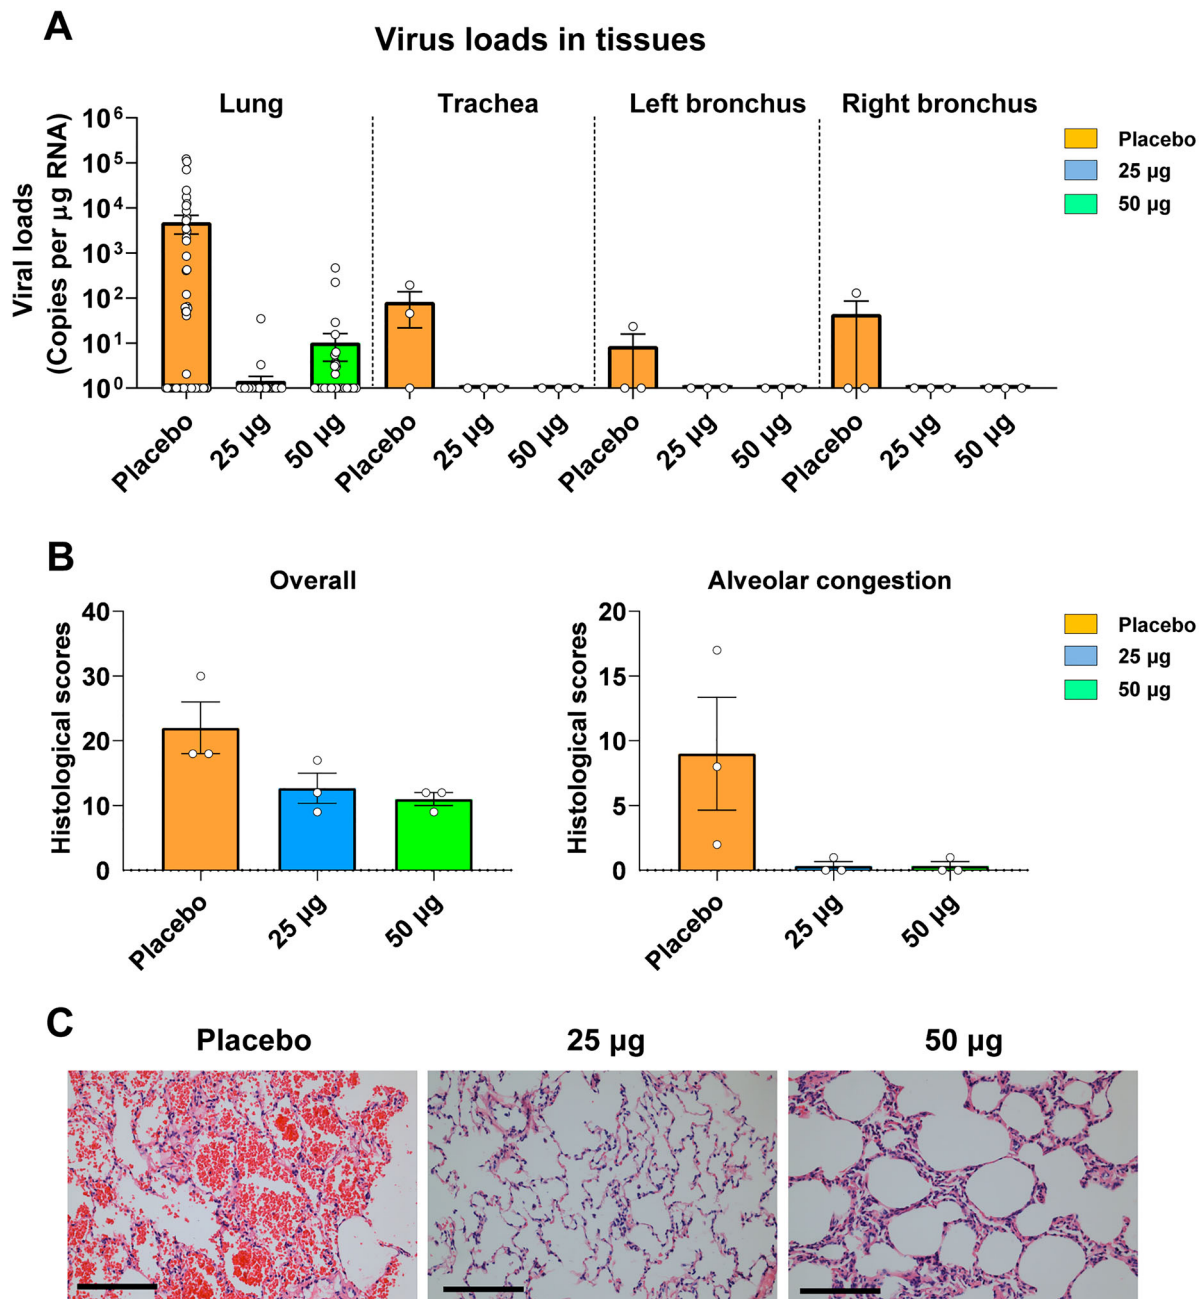 A
Virus loads in tissues
Lung
Trachea
Left bronchus
Right bronchus
Viral loads
(Copies per μg RNA)
10⁶
10⁵
10⁴
10³
10²
10¹
10⁰
Placebo
25 μg
50 μg
Placebo
25 μg
50 μg
Placebo
25 μg
50 μg
Placebo
25 μg
50 μg
Placebo
25 μg
50 μg
B
Overall
Histological scores
40
30
20
10
0
Placebo
25 μg
50 μg
Alveolar congestion
Histological scores
20
15
10
5
0
Placebo
25 μg
50 μg
Placebo
25 μg
50 μg
C
Placebo
25 μg
50 μg